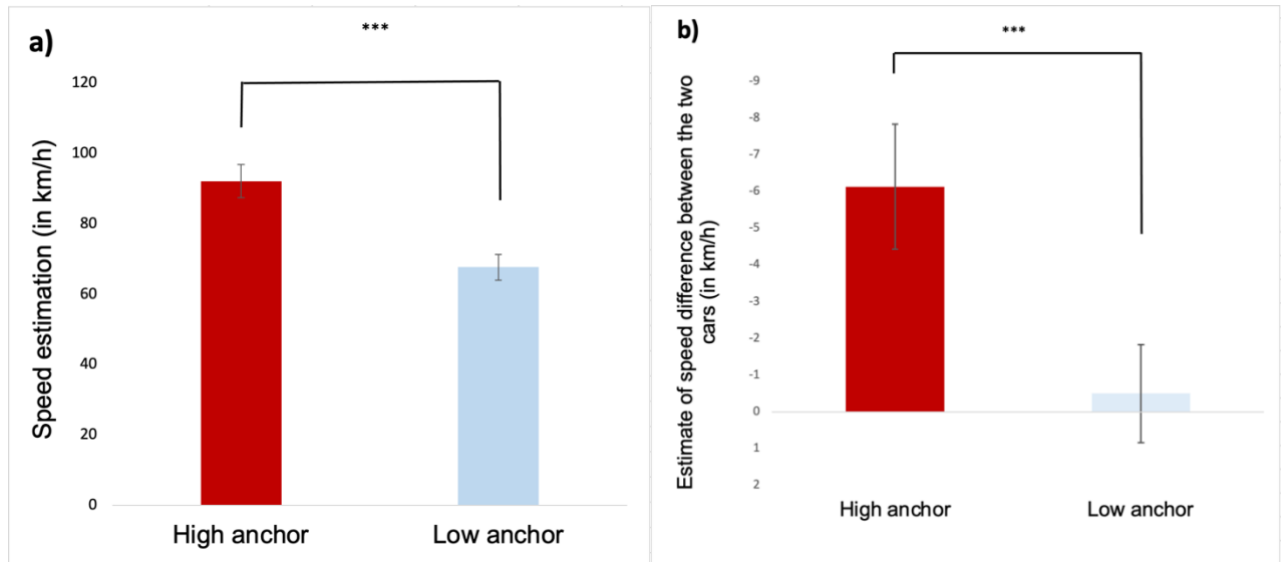 a)
***
Speed estimation (in km/h)
120
100
80
60
40
20
0
High anchor
Low anchor
b)
***
Estimate of speed difference between the two
cars (in km/h)
-9
-8
-7
-6
-5
-4
-3
-2
-1
0
1
2
High anchor
Low anchor